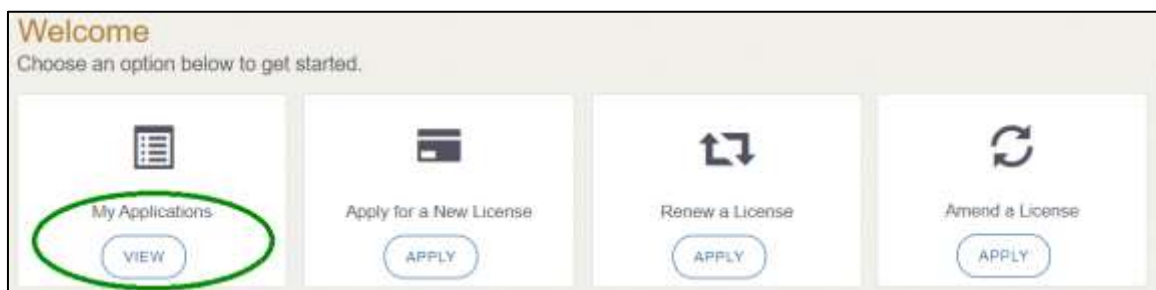 Welcome
Choose an option below to get started.
My Applications
Apply for a New License
Renew a License
Amend a License
VIEW
APPLY
APPLY
APPLY